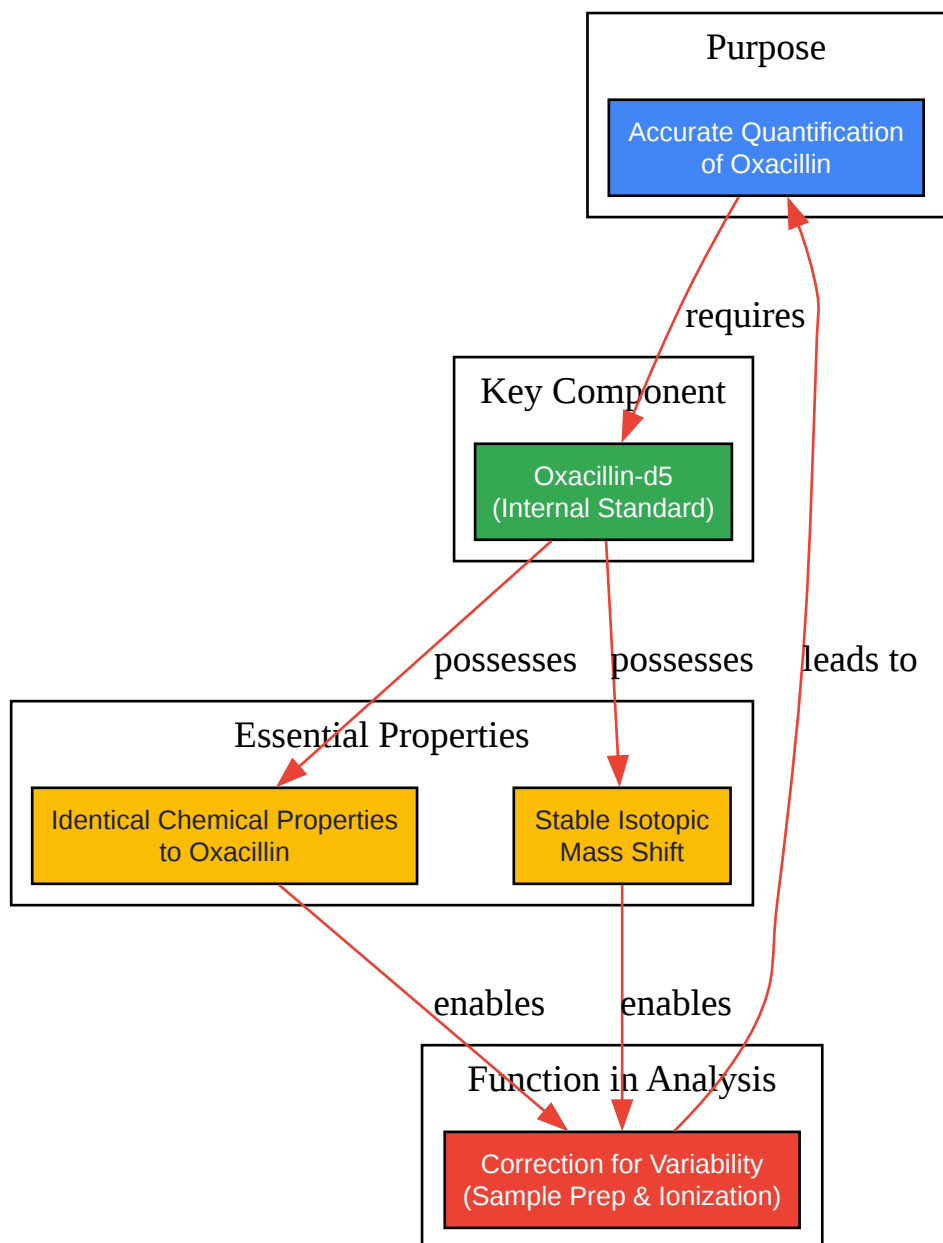 Purpose
Accurate Quantification
of Oxacillin
requires
Key Component
Oxacillin-d5
(Internal Standard)
possesses
possesses
leads to
Essential Properties
Identical Chemical Properties
to Oxacillin
Stable Isotopic
Mass Shift
enables
enables
Function in Analysis
Correction for Variability
(Sample Prep & Ionization)